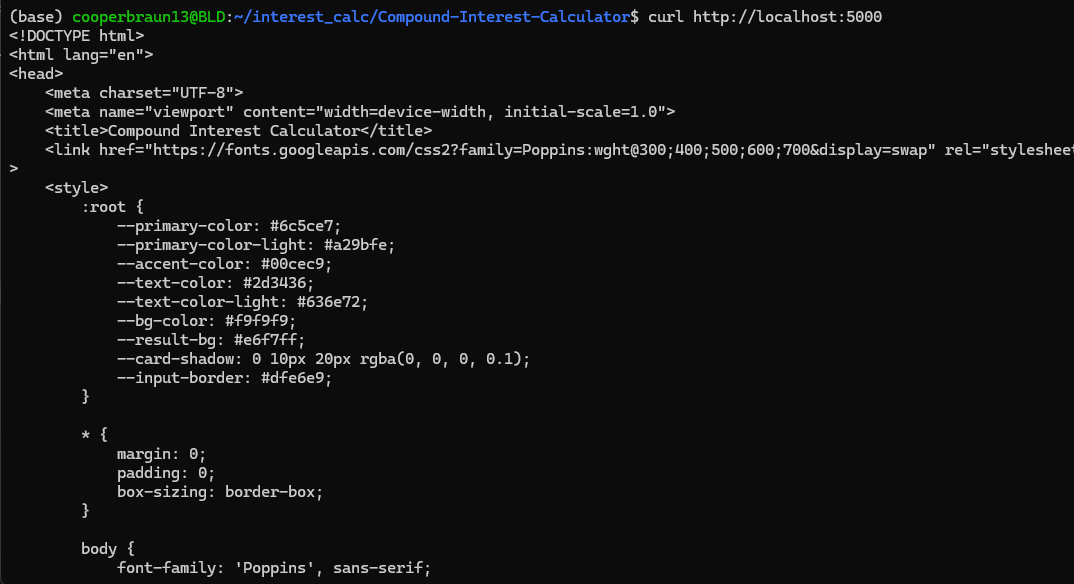 (base) cooperbraun13@BLD:~/interest_calc/Compound-Interest-Calculator$ curl http://localhost:5000
<!DOCTYPE html>
<html lang="en">
<head>
    <meta charset="UTF-8">
    <meta name="viewport" content="width=device-width, initial-scale=1.0">
    <title>Compound Interest Calculator</title>
    <link href="https://fonts.googleapis.com/css2?family=Poppins:wght@300;400;500;600;700&display=swap" rel="stylesheet
>
    <style>
        :root {
            --primary-color: #6c5ce7;
            --primary-color-light: #a29bfe;
            --accent-color: #00cec9;
            --text-color: #2d3436;
            --text-color-light: #636e72;
            --bg-color: #f9f9f9;
            --result-bg: #e6f7ff;
            --card-shadow: 0 10px 20px rgba(0, 0, 0, 0.1);
            --input-border: #dfe6e9;
        }

        * {
            margin: 0;
            padding: 0;
            box-sizing: border-box;
        }

        body {
            font-family: 'Poppins', sans-serif;